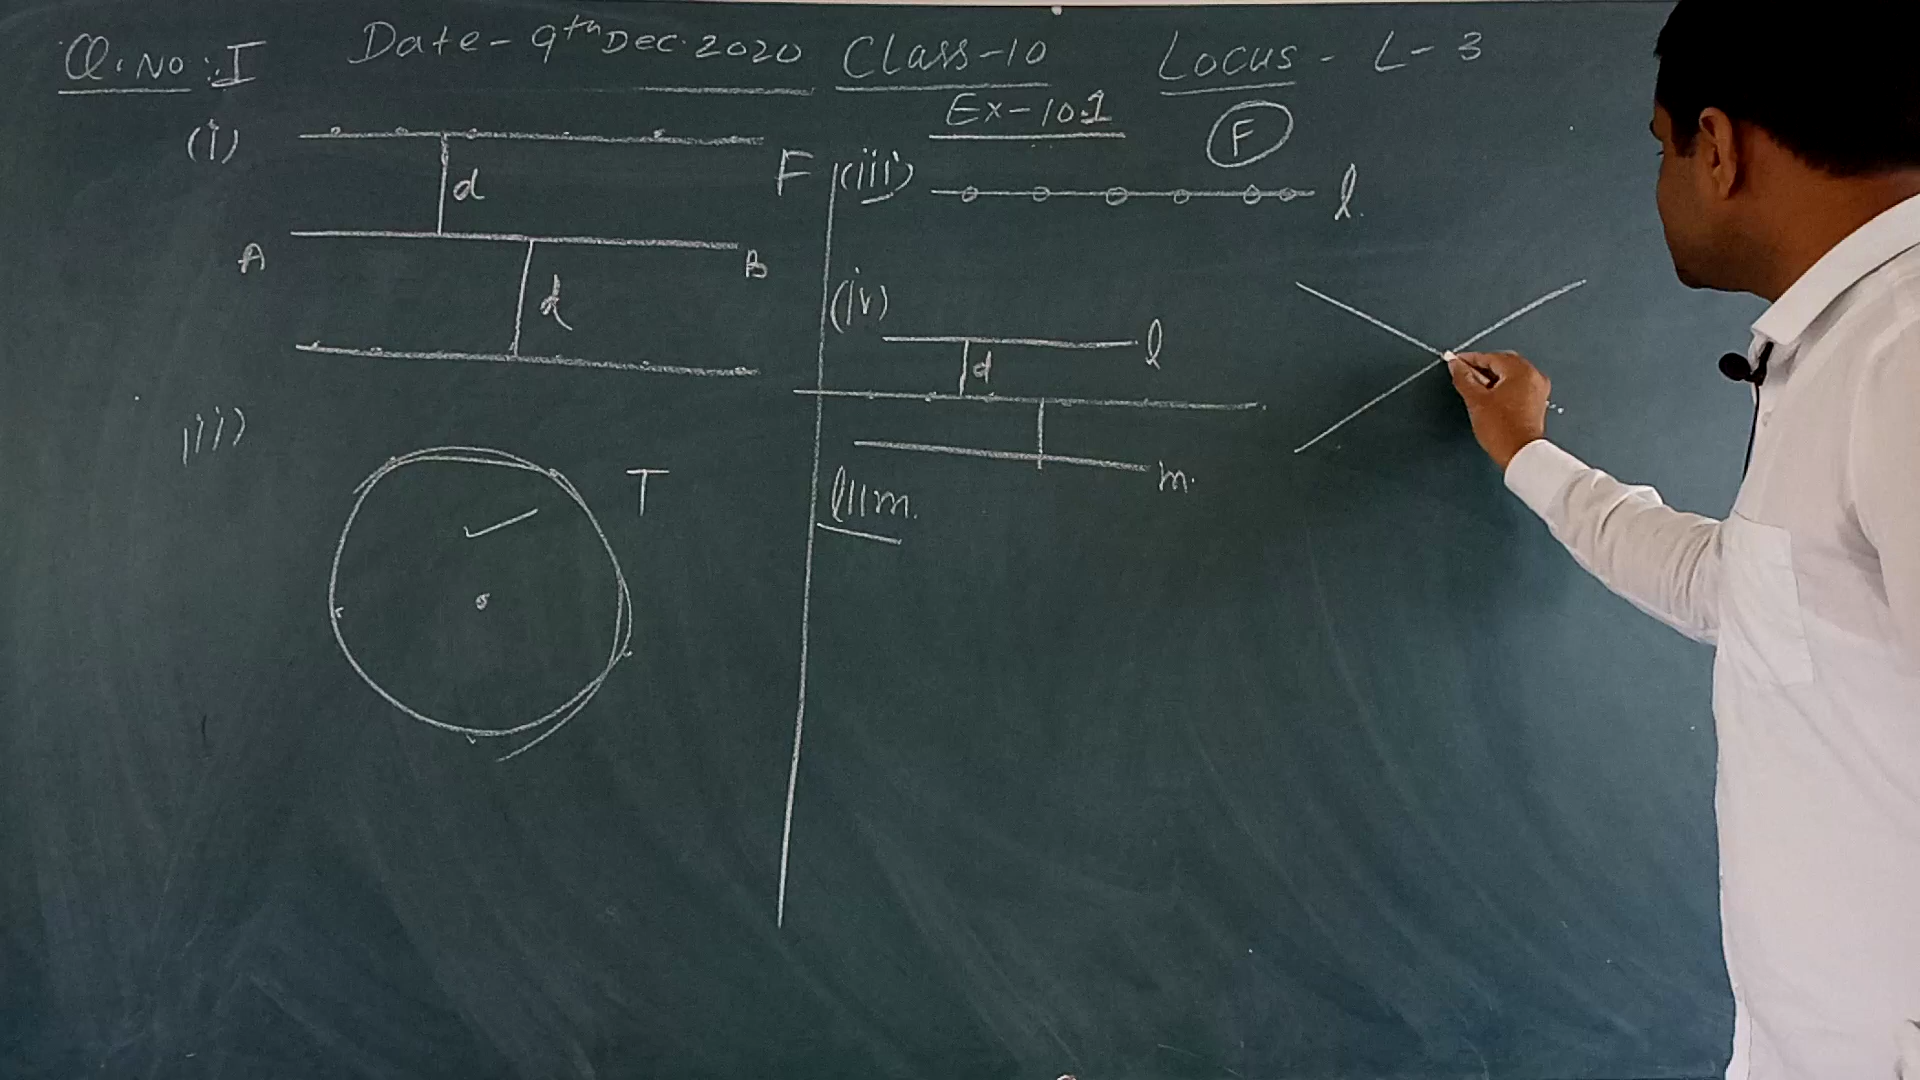 Q.No:I Date-9th Dec.2020 Class-10 Locus-L-3
Ex-10.1
(i)
d
F
A B
d
(ii)
T
(iii)
F
l.
(iv)
l
d
m.
l||m.